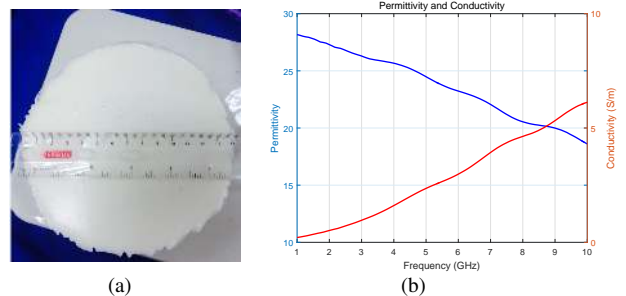 Permittivity and Conductivity
30
25
20
15
10
Permittivity
10
5
0
Conductivity (S/m)
1 2 3 4 5 6 7 8 9 10
Frequency (GHz)
(a)
(b)